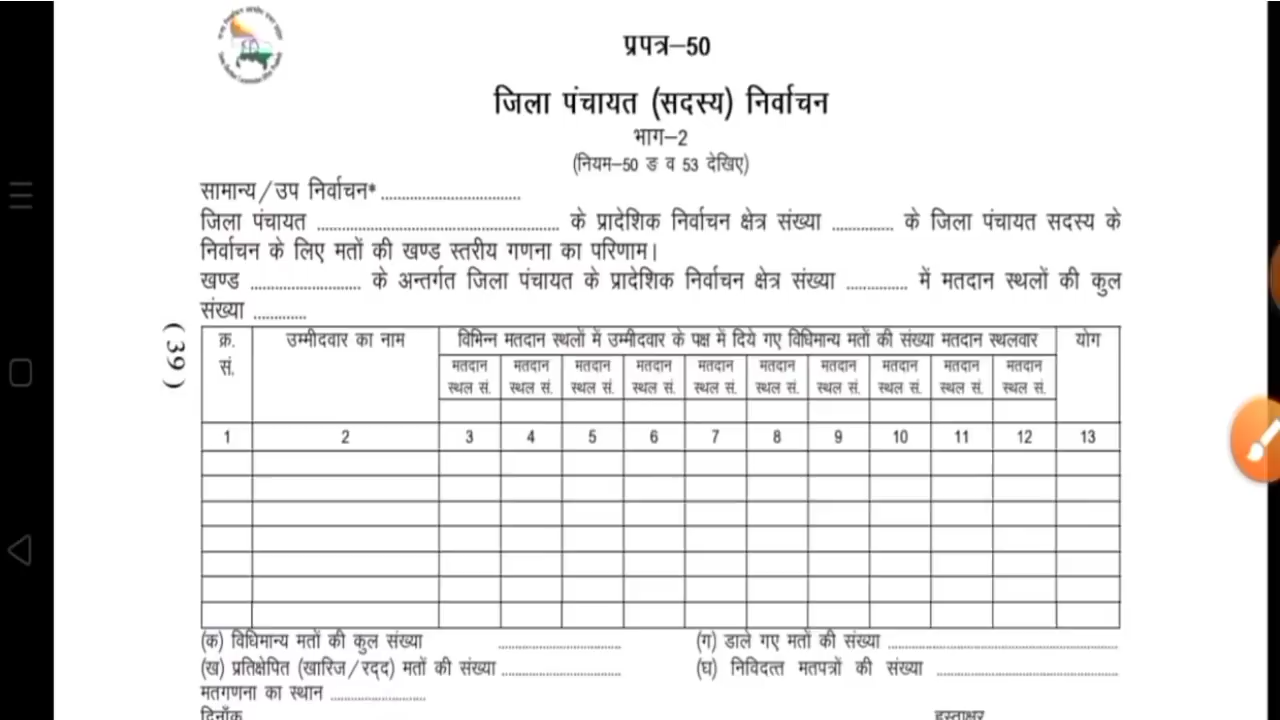 प्रपत्र–50
जिला पंचायत (सदस्य) निर्वाचन
भाग–2
(नियम–50 ङ व 53 देखिए)
सामान्य/उप निर्वाचन* ................................
जिला पंचायत ........................................................ के प्रादेशिक निर्वाचन क्षेत्र संख्या .............. के जिला पंचायत सदस्य के
निर्वाचन के लिए मतों की खण्ड स्तरीय गणना का परिणाम।
खण्ड ......................... के अन्तर्गत जिला पंचायत के प्रादेशिक निर्वाचन क्षेत्र संख्या .............. में मतदान स्थलों की कुल
संख्या ............
(39)
क्र. सं. उम्मीदवार का नाम विभिन्न मतदान स्थलों में उम्मीदवार के पक्ष में दिये गए विधिमान्य मतों की संख्या मतदान स्थलवार योग
मतदान मतदान मतदान मतदान मतदान मतदान मतदान मतदान मतदान मतदान
स्थल सं. स्थल सं. स्थल सं. स्थल सं. स्थल सं. स्थल सं. स्थल सं. स्थल सं. स्थल सं. स्थल सं.
1 2 3 4 5 6 7 8 9 10 11 12 13
(क) विधिमान्य मतों की कुल संख्या ............................ (ग) डाले गए मतों की संख्या .....................................................
(ख) प्रतिक्षेपित (खारिज/रद्द) मतों की संख्या ............................ (घ) निविदत्त मतपत्रों की संख्या ..........................................
मतगणना का स्थान ......................
दिनाँक हस्ताक्षर